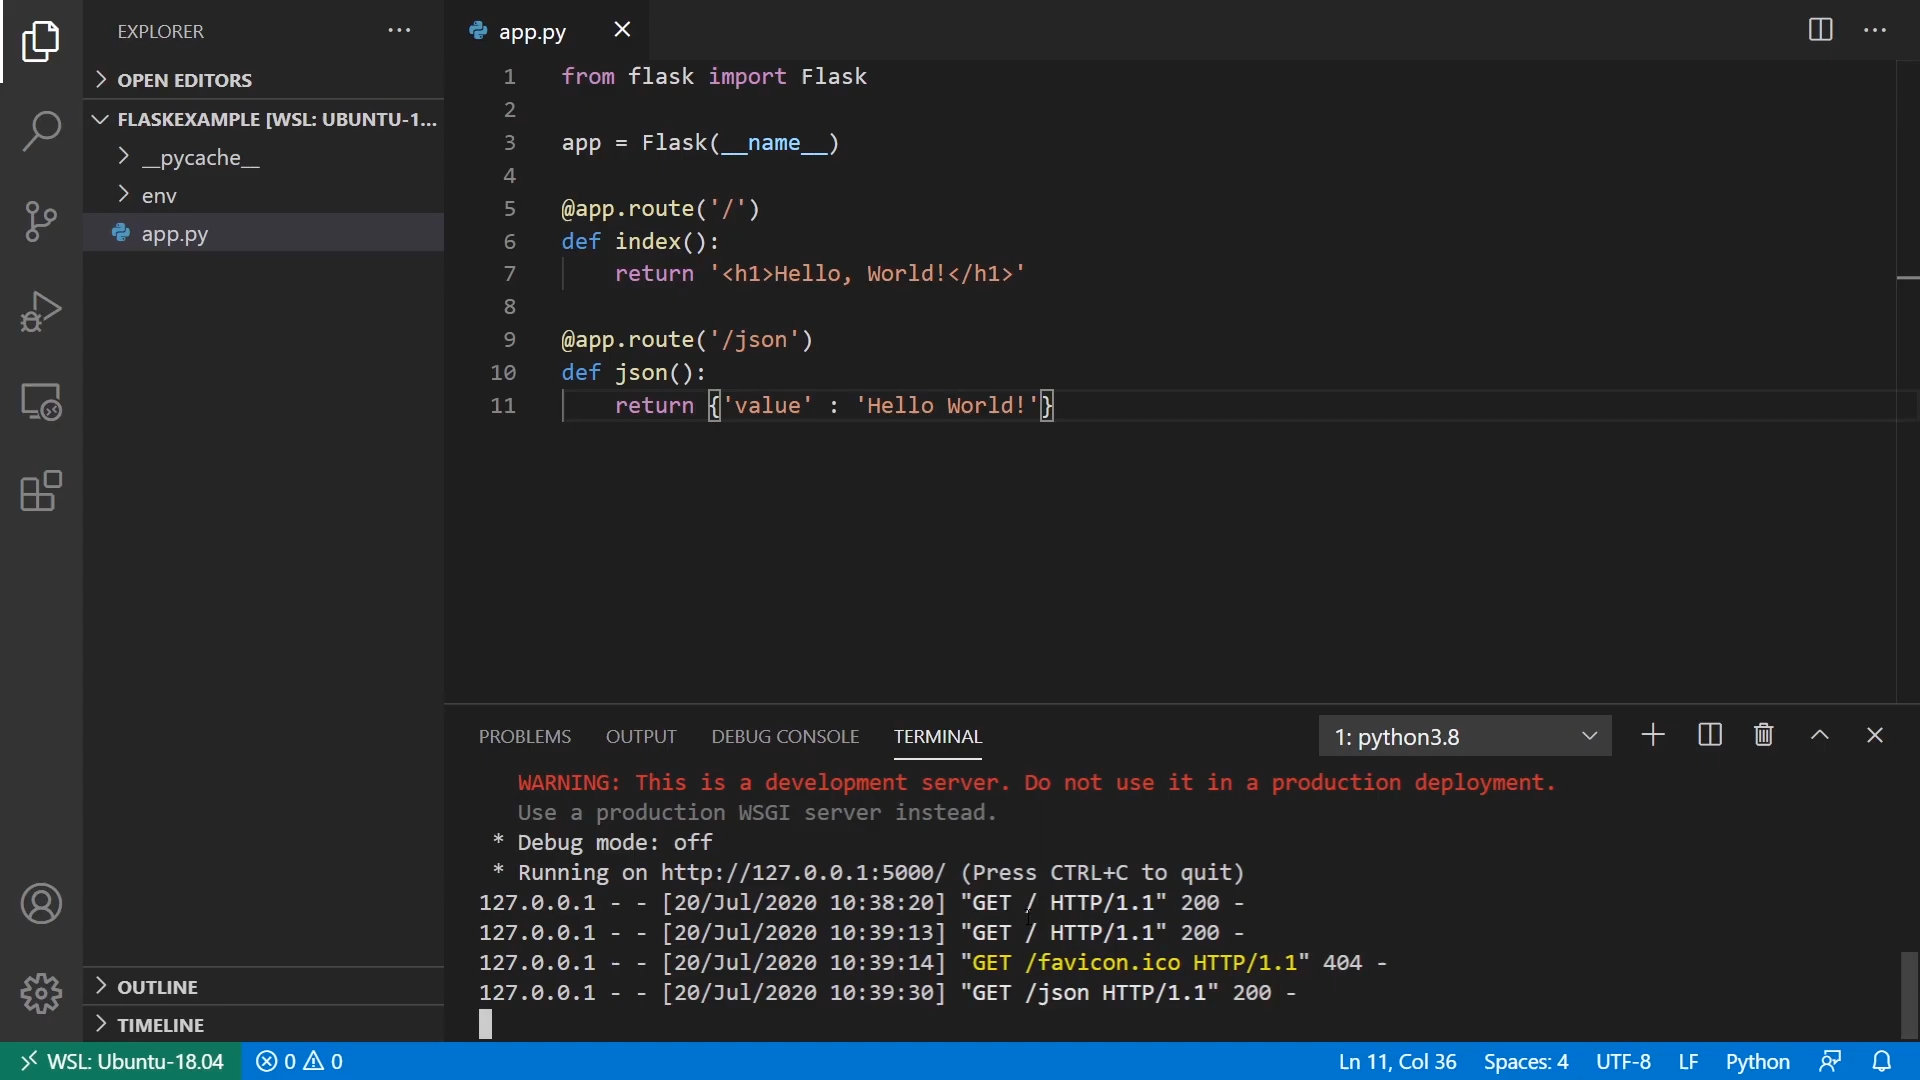 EXPLORER
OPEN EDITORS
FLASKEXAMPLE [WSL: UBUNTU-1...
__pycache__
env
app.py
OUTLINE
TIMELINE
app.py
1 from flask import Flask
2
3 app = Flask(__name__)
4
5 @app.route('/')
6 def index():
7 return '<h1>Hello, World!</h1>'
8
9 @app.route('/json')
10 def json():
11 return {'value' : 'Hello World!'}
PROBLEMS OUTPUT DEBUG CONSOLE TERMINAL 1: python3.8
WARNING: This is a development server. Do not use it in a production deployment.
Use a production WSGI server instead.
* Debug mode: off
* Running on http://127.0.0.1:5000/ (Press CTRL+C to quit)
127.0.0.1 - - [20/Jul/2020 10:38:20] "GET / HTTP/1.1" 200 -
127.0.0.1 - - [20/Jul/2020 10:39:13] "GET / HTTP/1.1" 200 -
127.0.0.1 - - [20/Jul/2020 10:39:14] "GET /favicon.ico HTTP/1.1" 404 -
127.0.0.1 - - [20/Jul/2020 10:39:30] "GET /json HTTP/1.1" 200 -
WSL: Ubuntu-18.04 0 0 Ln 11, Col 36 Spaces: 4 UTF-8 LF Python